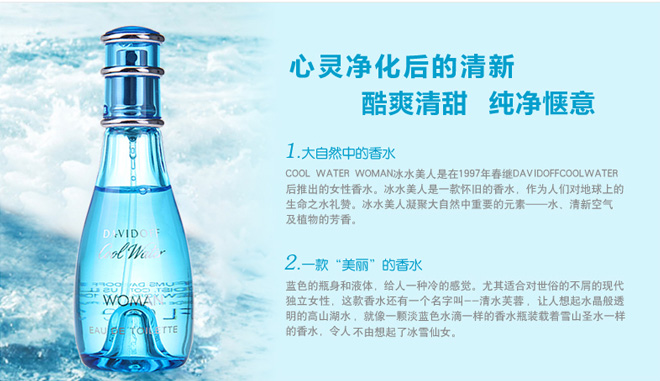 心灵净化后的清新
酷爽清甜 纯净惬意
1.大自然中的香水
COOL WATER WOMAN冰水美人是在1997年春继DAVIDOFFCOOLWATER
后推出的女性香水。冰水美人是一款怀旧的香水，作为人们对地球上的
生命之水礼赞。冰水美人凝聚大自然中重要的元素——水、清新空气
及植物的芳香。
2.一款“美丽”的香水
蓝色的瓶身和液体，给人一种冷的感觉。尤其适合对世俗的不屑的现代
独立女性，这款香水还有一个名字叫--清水芙蓉，让人想起水晶般透
明的高山湖水，就像一颗淡蓝色水滴一样的香水瓶装载着雪山圣水一样
的香水，令人不由想起了冰雪仙女。
DAVIDOFF
Cool Water
WOMAN
EAU DE TOILETTE